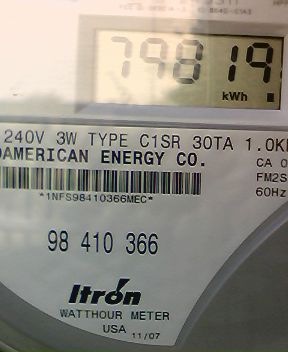 79819
kWh
240V 3W TYPE C1SR 30TA 1.0K
AMERICAN ENERGY CO.
CA 0
FM2S
60Hz
*1NFS98410366MEC*
98 410 366
Itron
WATTHOUR METER
USA 11/07